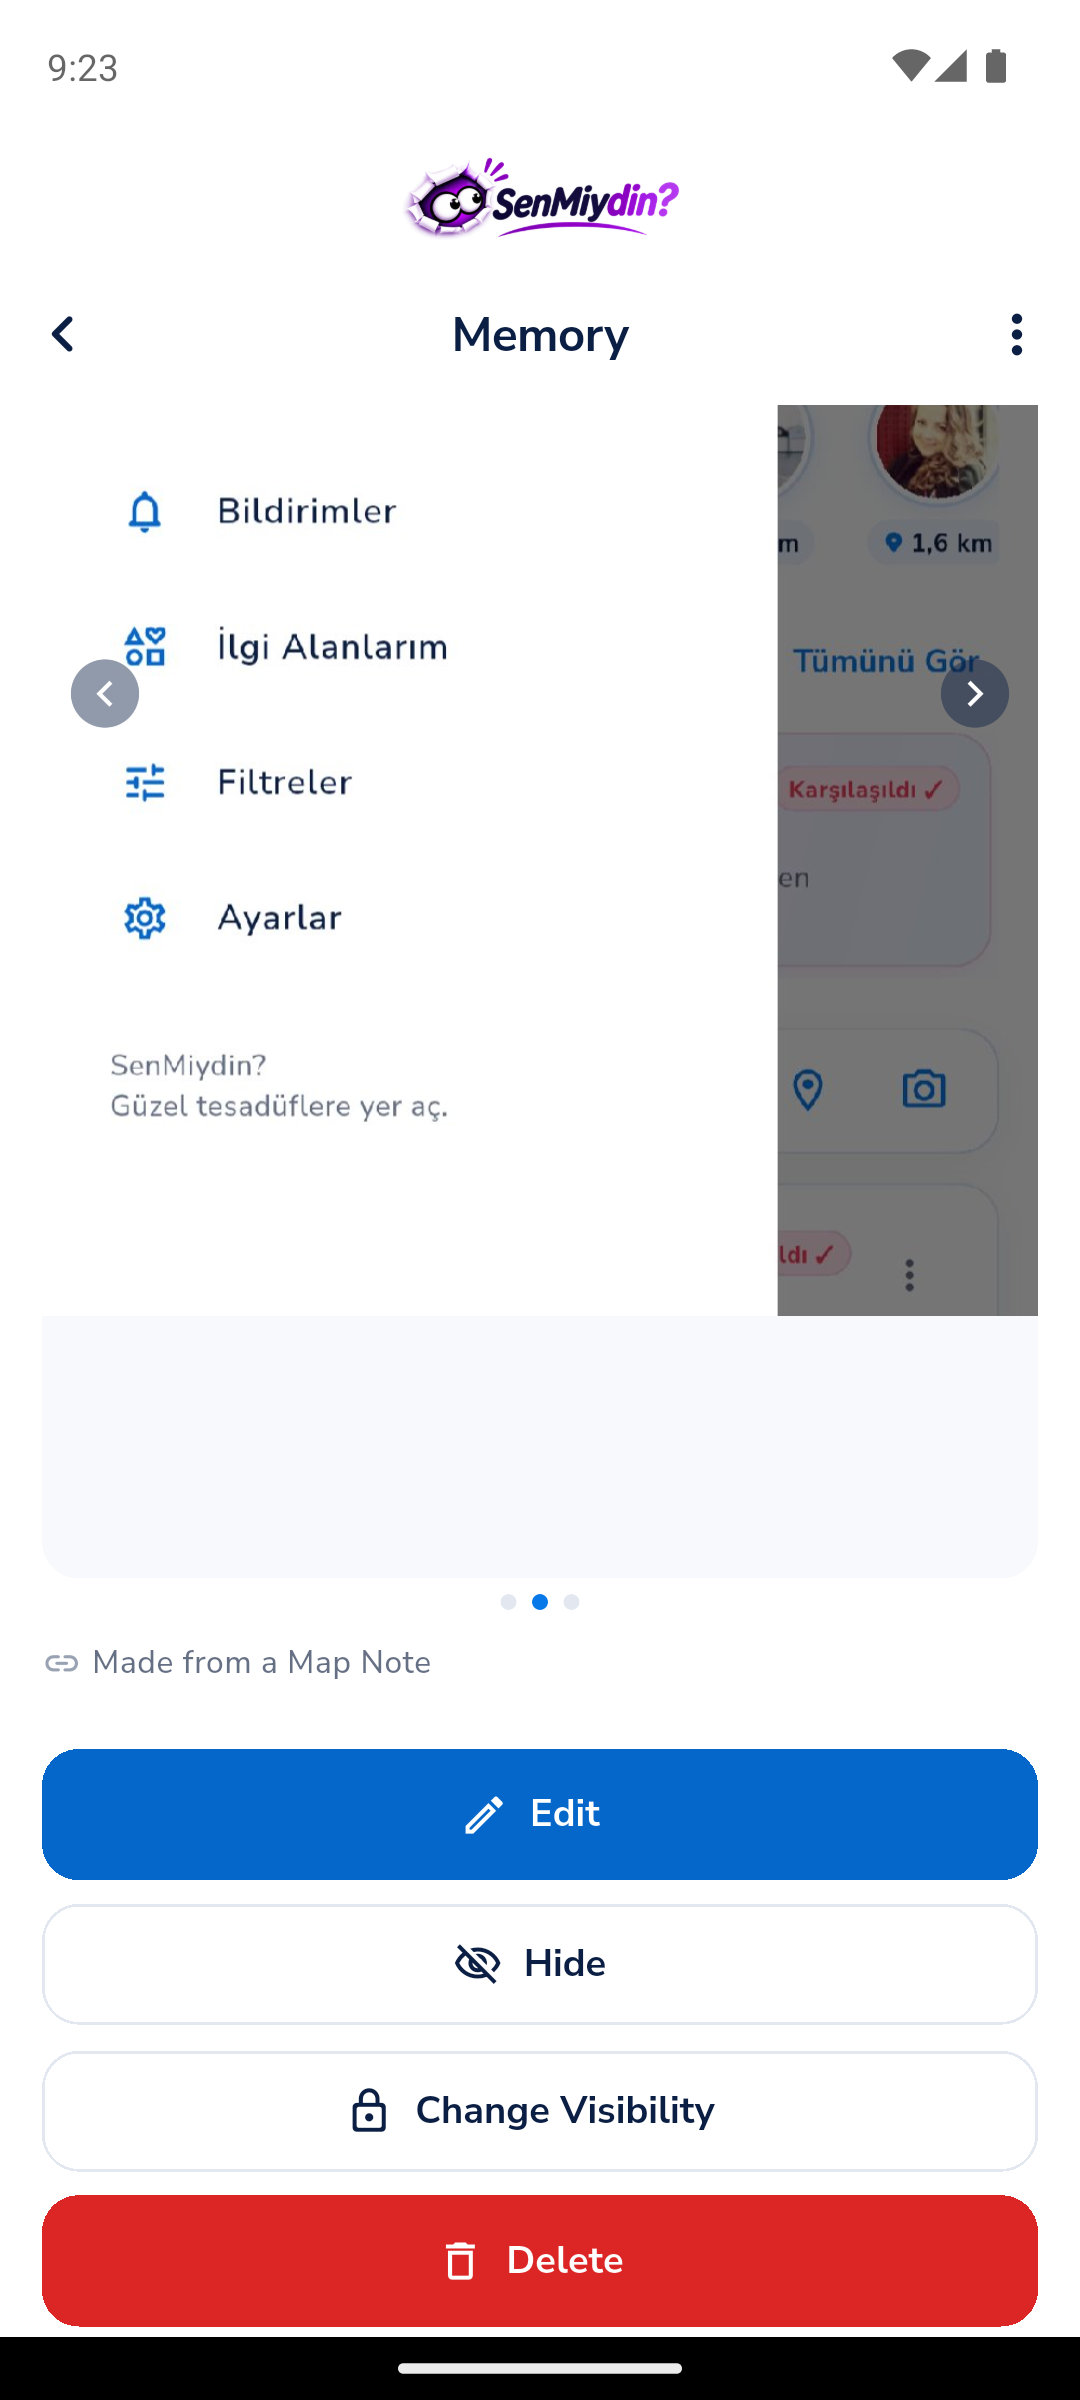 9:23
SenMiydin?
Memory
Bildirimler
m
1,6 km
İlgi Alanlarım
Tümünü Gör
Filtreler
Karşılaşıldı ✓
en
Ayarlar
SenMiydin?
Güzel tesadüflere yer aç.
ldı ✓
Made from a Map Note
Edit
Hide
Change Visibility
Delete